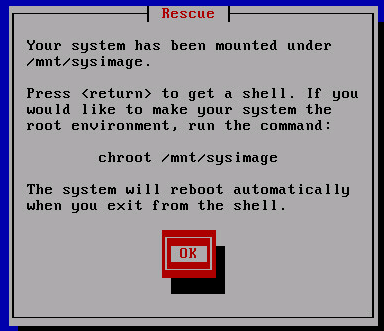 Rescue
Your system has been mounted under
/mnt/sysimage.
Press <return> to get a shell. If you
would like to make your system the
root environment, run the command:
chroot /mnt/sysimage
The system will reboot automatically
when you exit from the shell.
OK